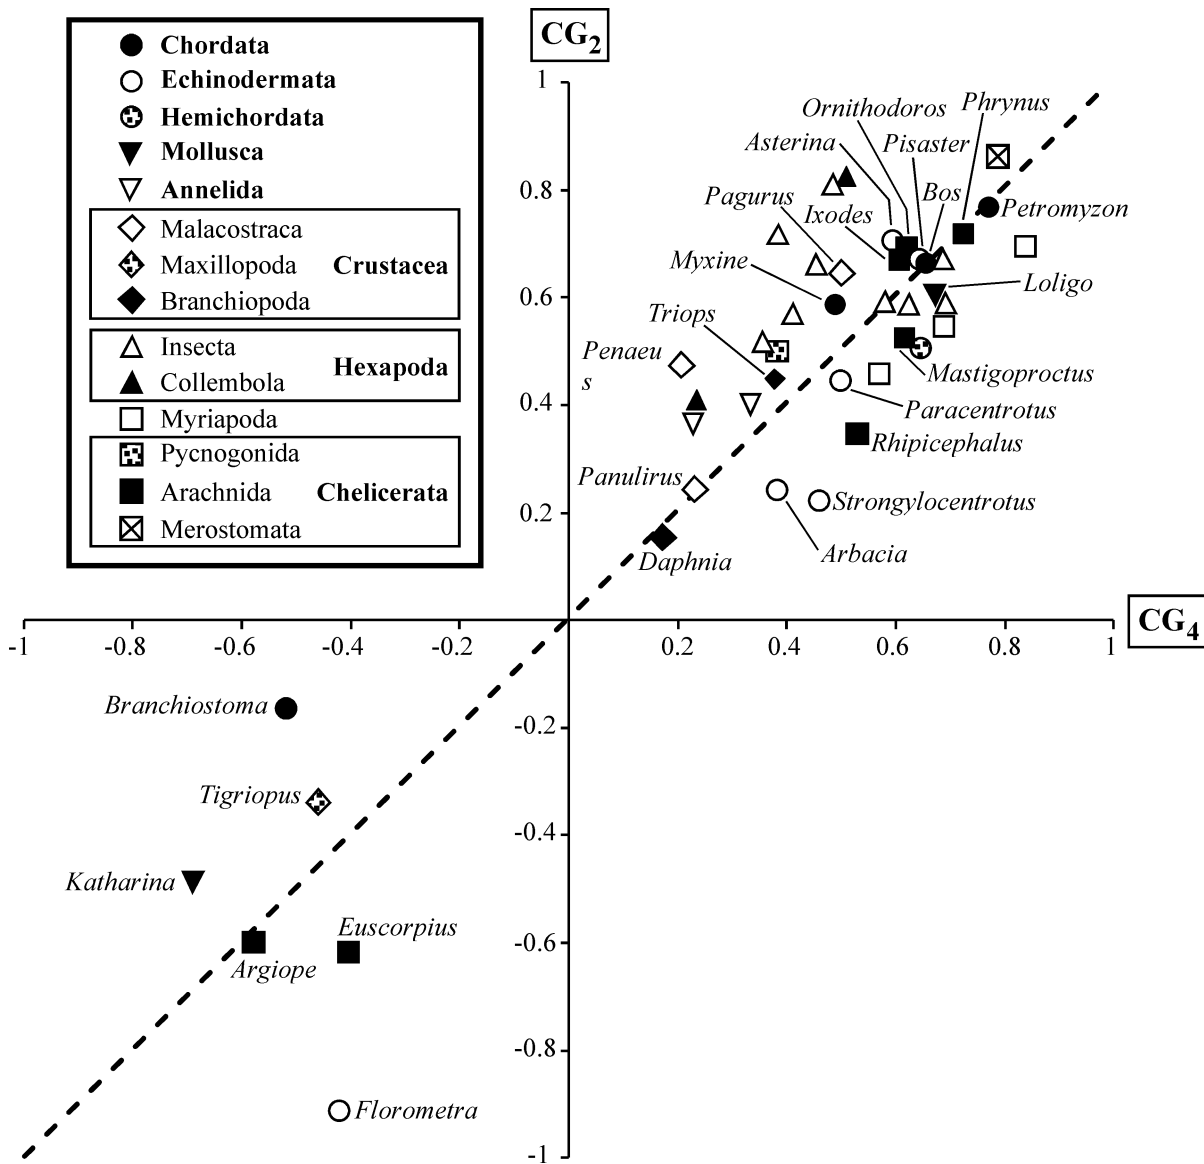 Chordata
Echinodermata
Hemichordata
Mollusca
Annelida
Malacostraca
Maxillopoda
Crustacea
Branchiopoda
Insecta
Hexapoda
Collembola
Myriapoda
Pycnogonida
Arachnida
Chelicerata
Merostomata
CG2
1
0.8
0.6
0.4
0.2
-0.2
-0.4
-0.6
-0.8
-1
CG4
-1
-0.8
-0.6
-0.4
-0.2
0.2
0.4
0.6
0.8
1
Ornithodoros
Phrynus
Asterina
Pisaster
Pagurus
Bos
Ixodes
Petromyzon
Myxine
Loligo
Triops
Penaeu
s
Mastigoproctus
Paracentrotus
Rhipicephalus
Panulirus
Strongylocentrotus
Arbacia
Daphnia
Branchiostoma
Tigriopus
Katharina
Euscorpius
Argiope
Florometra